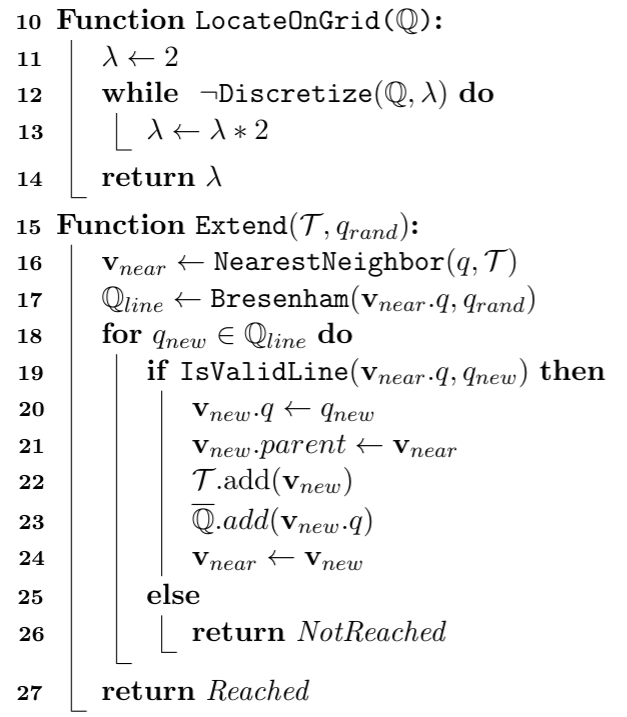 10 Function LocateOnGrid(ℚ):
11 λ ← 2
12 while ¬Discretize(ℚ, λ) do
13 λ ← λ ∗ 2
14 return λ
15 Function Extend(𝒯, q_rand):
16 v_near ← NearestNeighbor(q, 𝒯)
17 ℚ_line ← Bresenham(v_near.q, q_rand)
18 for q_new ∈ ℚ_line do
19 if IsValidLine(v_near.q, q_new) then
20 v_new.q ← q_new
21 v_new.parent ← v_near
22 𝒯.add(v_new)
23 ℚ̅.add(v_new.q)
24 v_near ← v_new
25 else
26 return NotReached
27 return Reached